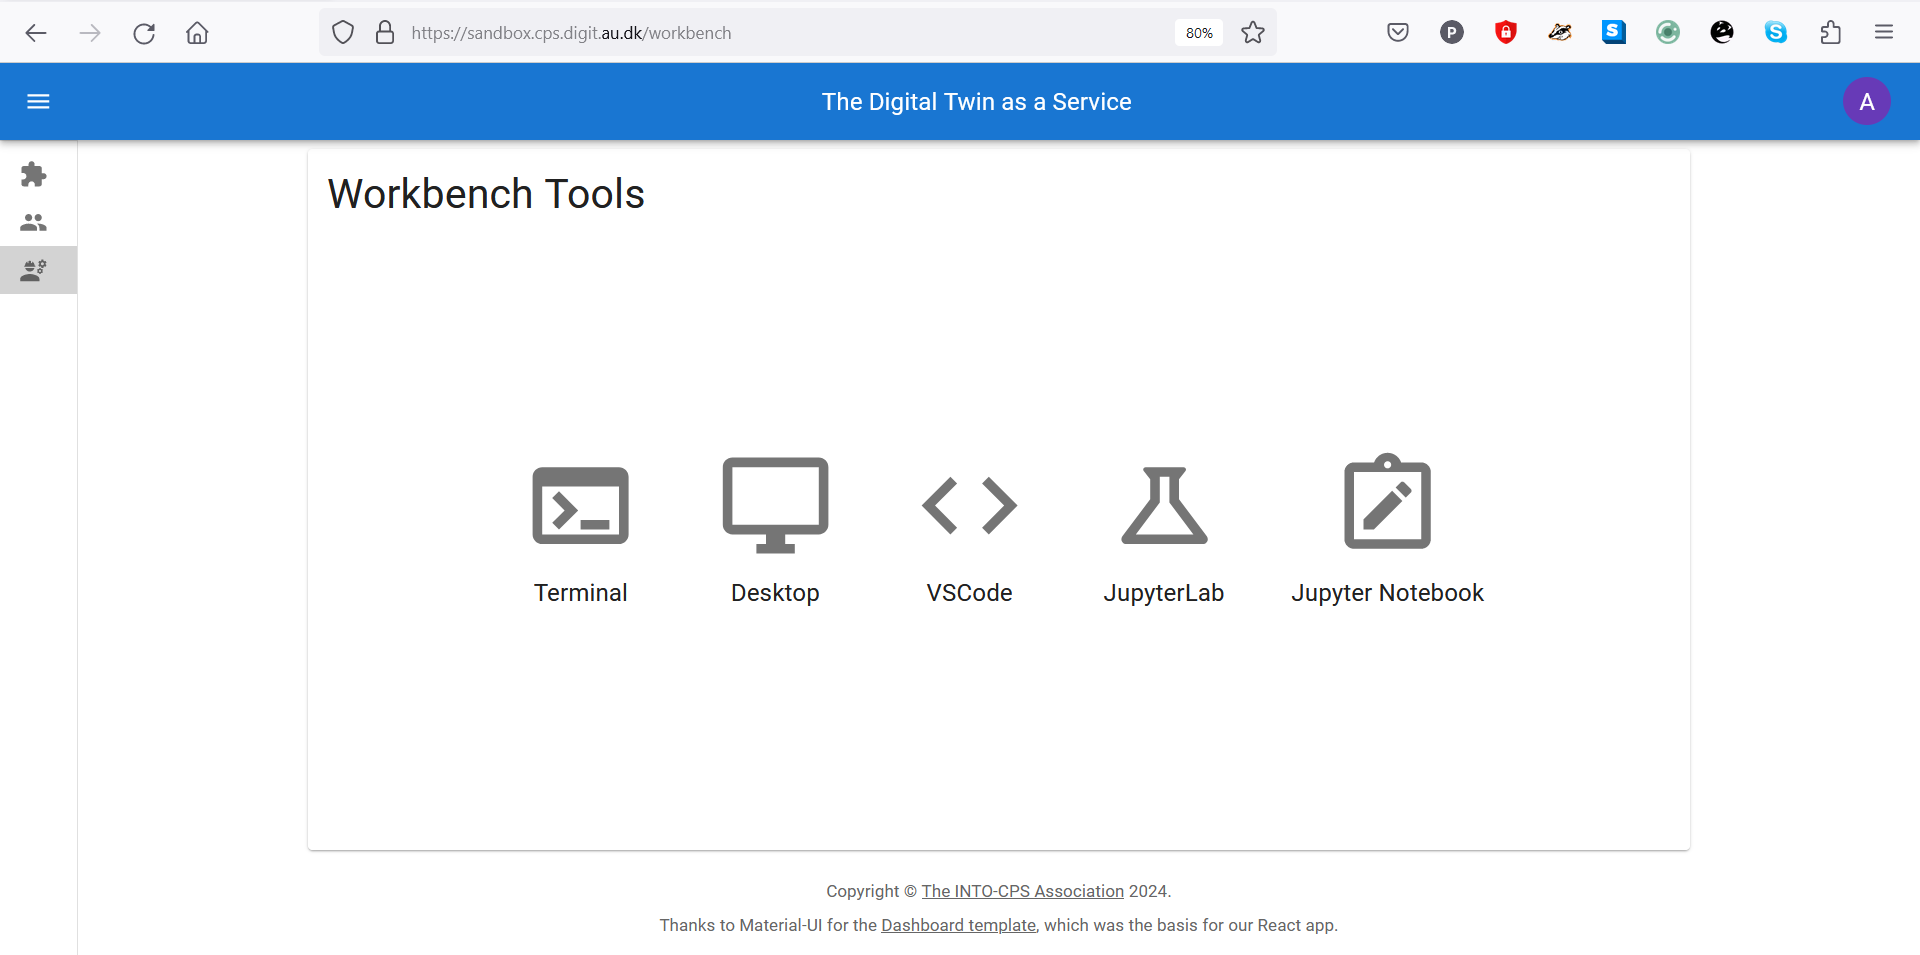 https://sandbox.cps.digit.au.dk/workbench
80%
P
S
S
The Digital Twin as a Service
A
Workbench Tools
Terminal
Desktop
VSCode
JupyterLab
Jupyter Notebook
Copyright © The INTO-CPS Association 2024.
Thanks to Material-UI for the Dashboard template, which was the basis for our React app.